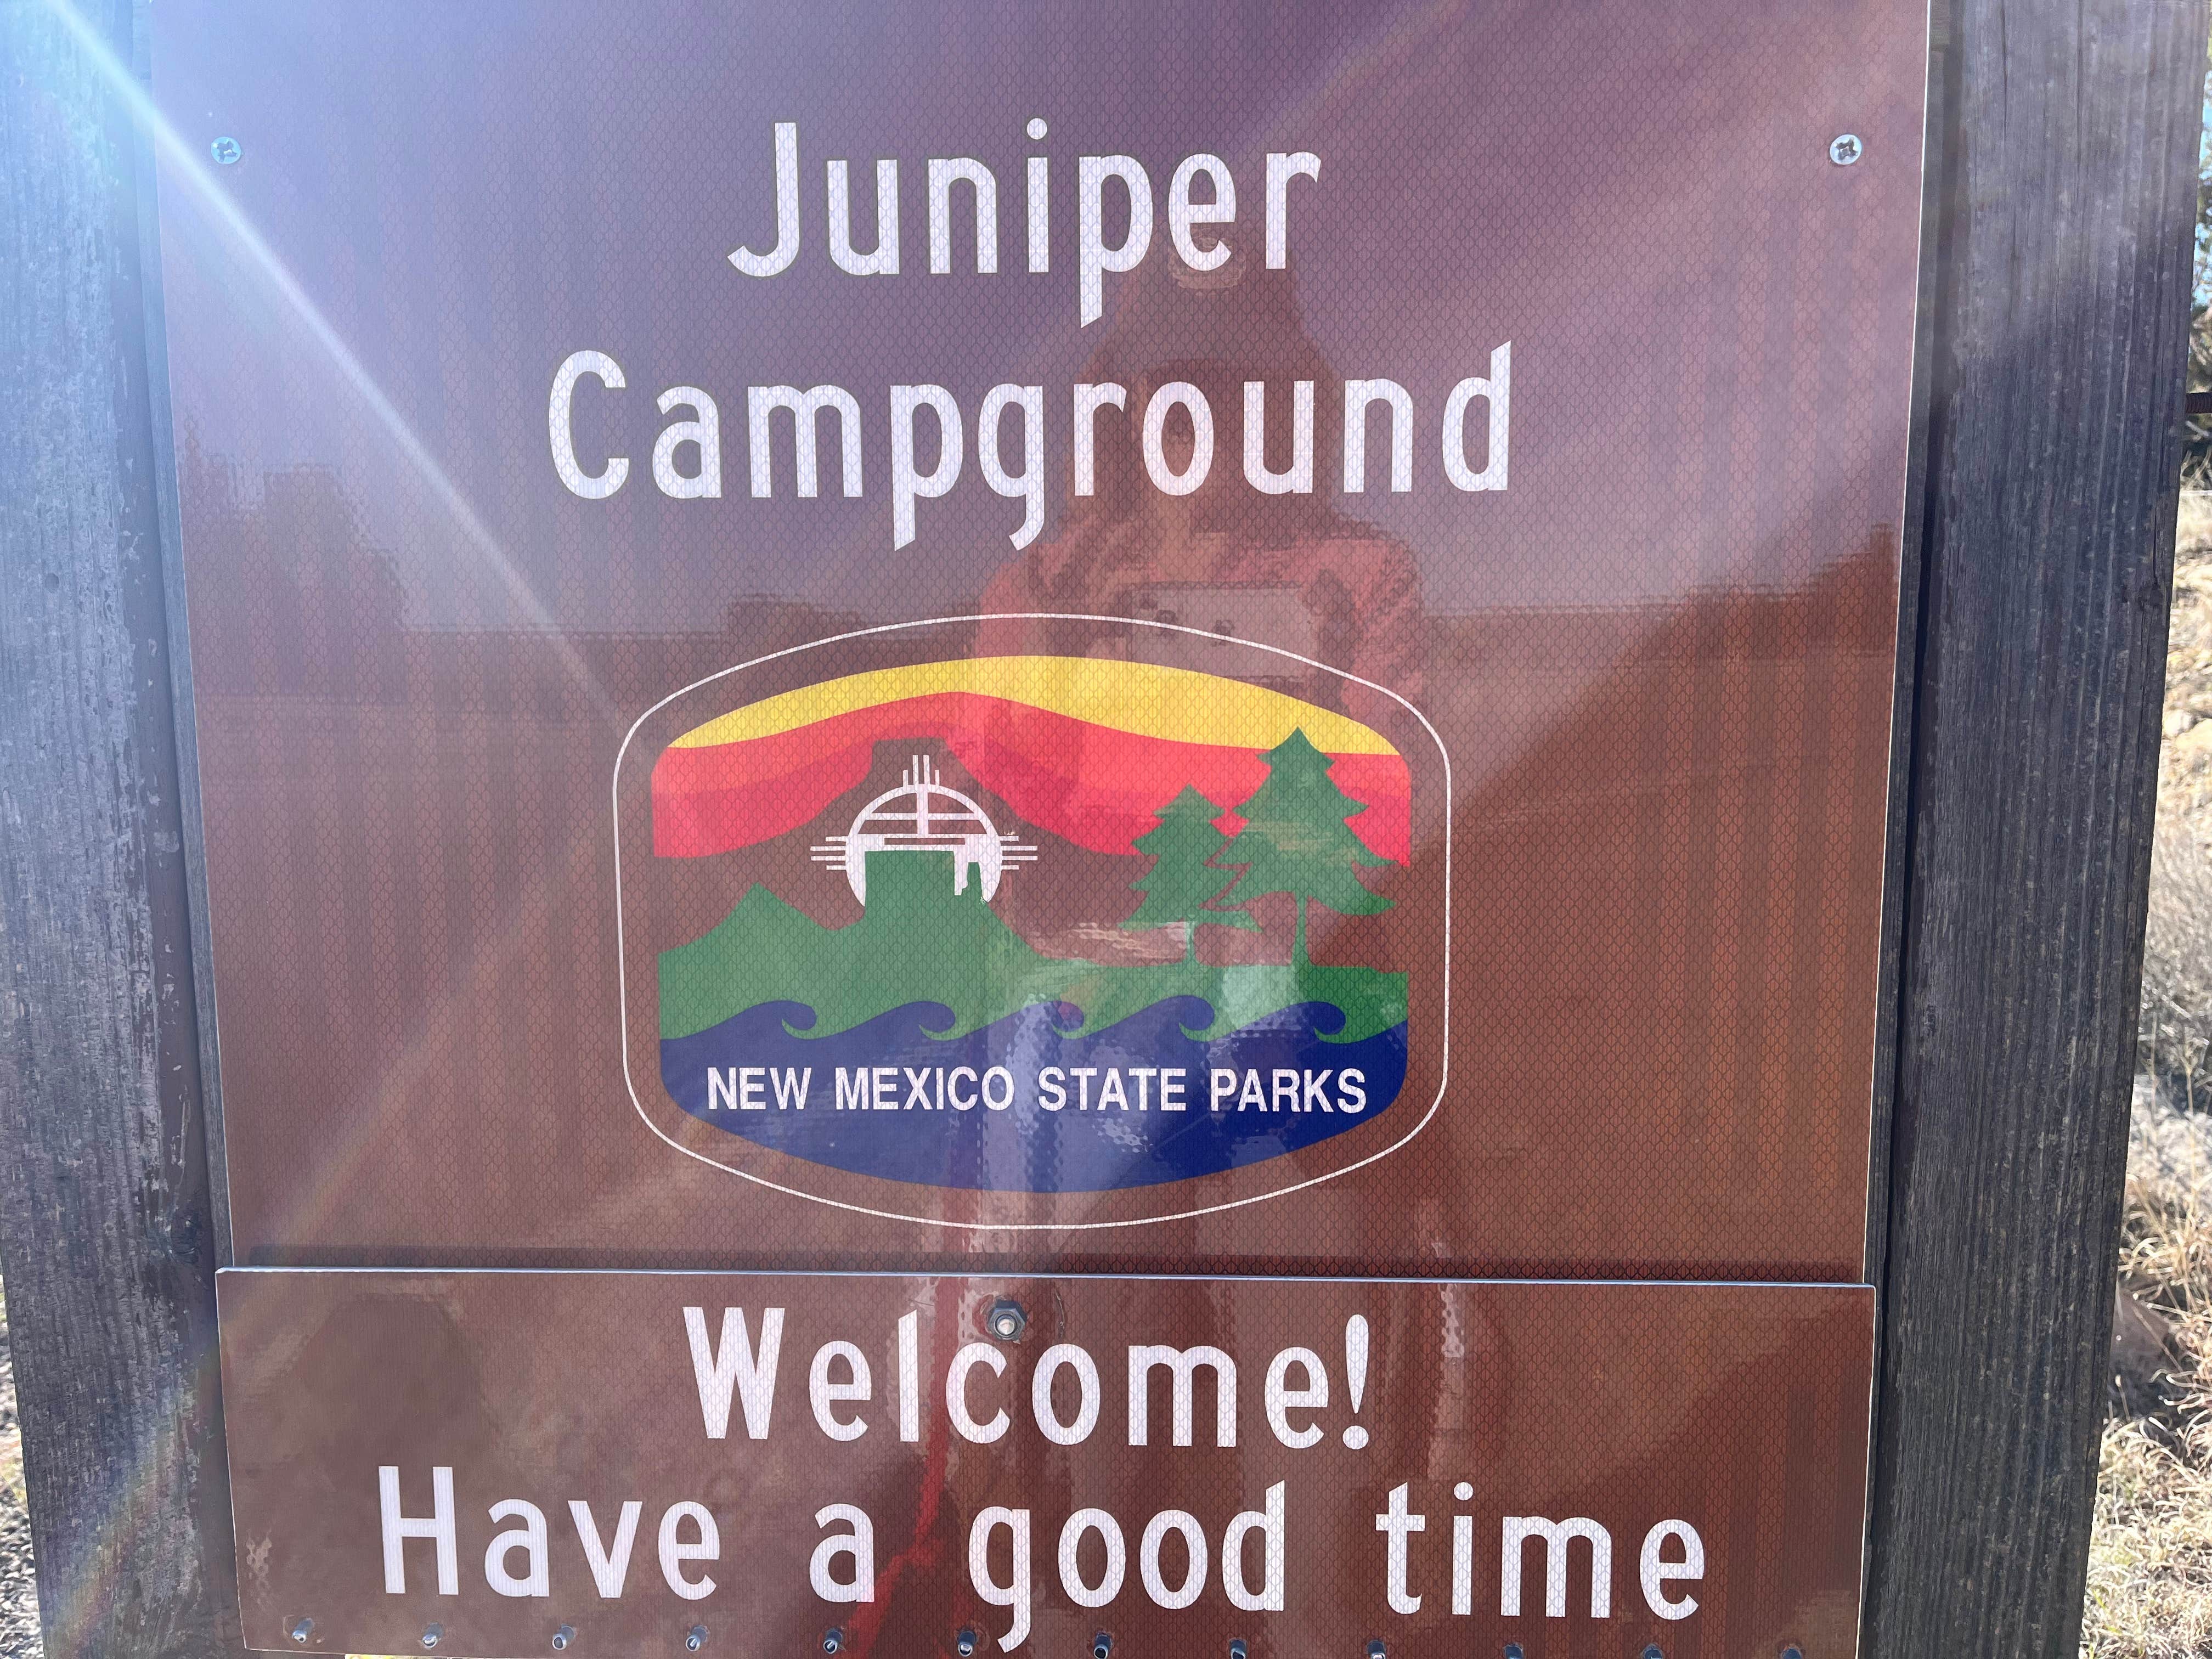 Juniper
Campground
NEW MEXICO STATE PARKS
Welcome!
Have a good time